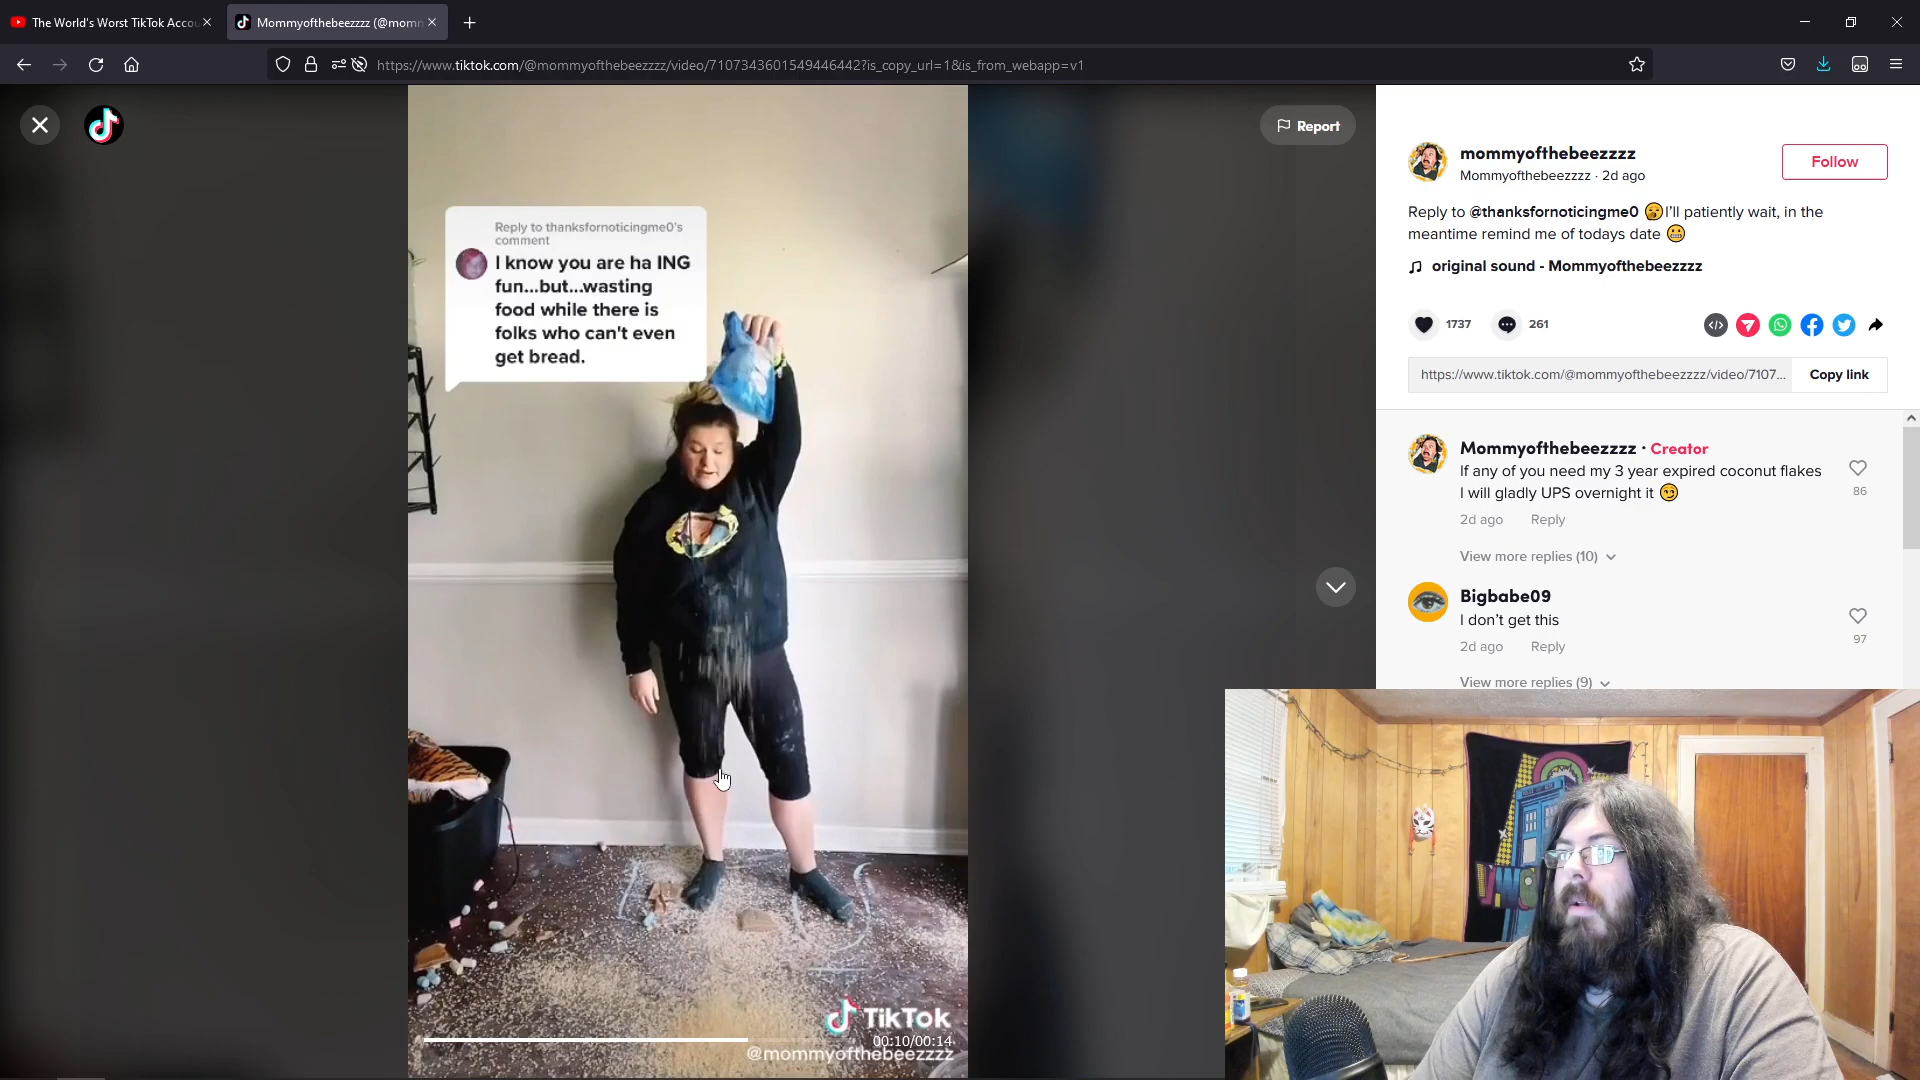 The World's Worst TikTok Accou
Mommyofthebeezzzz (@momm
https://www.tiktok.com/@mommyofthebeezzzz/video/7107343601549446442?is_copy_url=1&is_from_webapp=v1
Report
Reply to thanksfornoticingme0's
comment
I know you are ha ING
fun...but...wasting
food while there is
folks who can't even
get bread.
TikTok
00:10/00:14
@mommyofthebeezzzz
mommyofthebeezzzz
Mommyofthebeezzzz · 2d ago
Follow
Reply to @thanksfornoticingme0 🥱I'll patiently wait, in the
meantime remind me of todays date 😬
original sound - Mommyofthebeezzzz
1737
261
https://www.tiktok.com/@mommyofthebeezzzz/video/7107...
Copy link
Mommyofthebeezzzz · Creator
If any of you need my 3 year expired coconut flakes
I will gladly UPS overnight it 😏
86
2d ago Reply
View more replies (10)
Bigbabe09
I don't get this
97
2d ago Reply
View more replies (9)